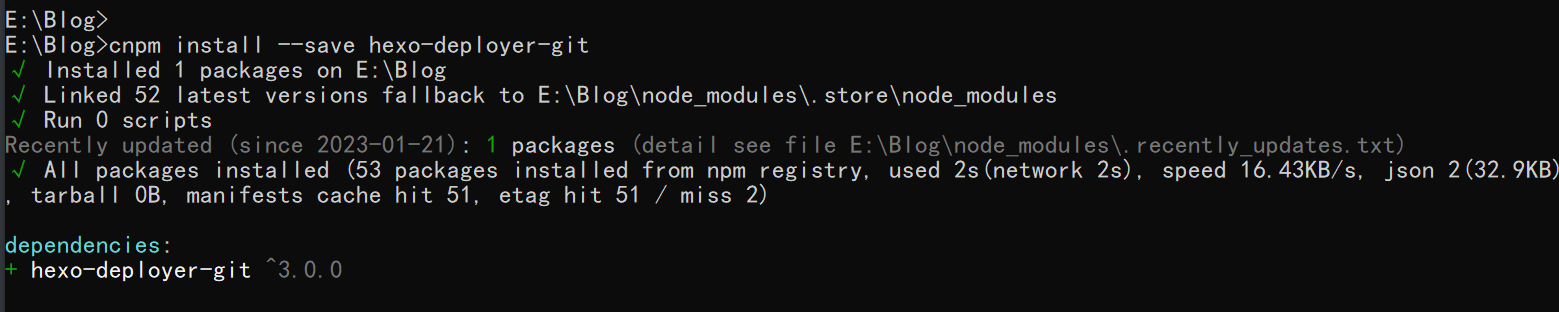 E:\Blog>
E:\Blog>cnpm install --save hexo-deployer-git
√ Installed 1 packages on E:\Blog
√ Linked 52 latest versions fallback to E:\Blog\node_modules\.store\node_modules
√ Run 0 scripts
Recently updated (since 2023-01-21): 1 packages (detail see file E:\Blog\node_modules\.recently_updates.txt)
√ All packages installed (53 packages installed from npm registry, used 2s(network 2s), speed 16.43KB/s, json 2(32.9KB)
, tarball 0B, manifests cache hit 51, etag hit 51 / miss 2)
dependencies:
+ hexo-deployer-git ^3.0.0